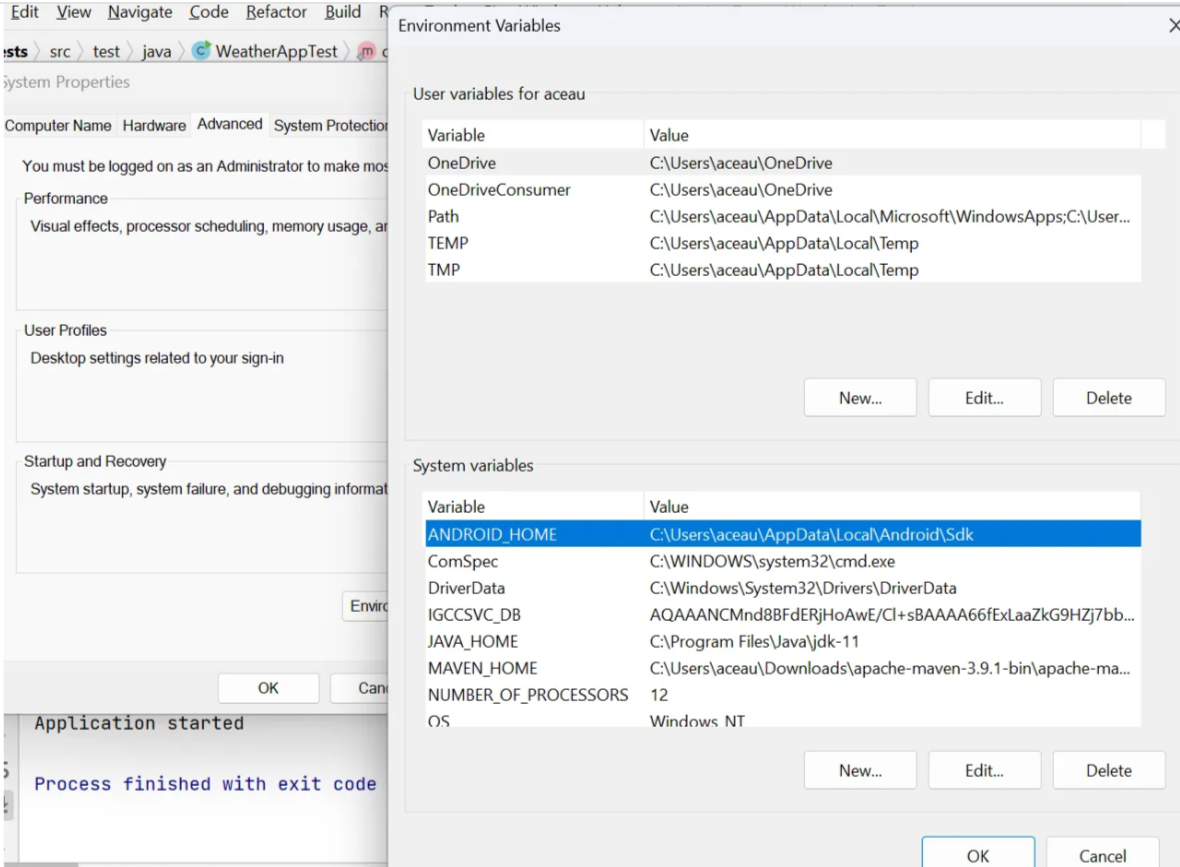 Edit View Navigate Code Refactor Build
ests src test java WeatherAppTest m
System Properties
Computer Name Hardware Advanced System Protection
You must be logged on as an Administrator to make mos
Performance
Visual effects, processor scheduling, memory usage, an
User Profiles
Desktop settings related to your sign-in
Startup and Recovery
System startup, system failure, and debugging informat
Enviro
OK Canc
Application started
Process finished with exit code
Environment Variables
User variables for aceau
Variable Value
OneDrive C:\Users\aceau\OneDrive
OneDriveConsumer C:\Users\aceau\OneDrive
Path C:\Users\aceau\AppData\Local\Microsoft\WindowsApps;C:\User...
TEMP C:\Users\aceau\AppData\Local\Temp
TMP C:\Users\aceau\AppData\Local\Temp
New... Edit... Delete
System variables
Variable Value
ANDROID_HOME C:\Users\aceau\AppData\Local\Android\Sdk
ComSpec C:\WINDOWS\system32\cmd.exe
DriverData C:\Windows\System32\Drivers\DriverData
IGCCSVC_DB AQAAANCMnd8BFdERjHoAwE/Cl+sBAAAA66fExLaaZkG9HZj7bb...
JAVA_HOME C:\Program Files\Java\jdk-11
MAVEN_HOME C:\Users\aceau\Downloads\apache-maven-3.9.1-bin\apache-ma...
NUMBER_OF_PROCESSORS 12
OS Windows_NT
New... Edit... Delete
OK Cancel